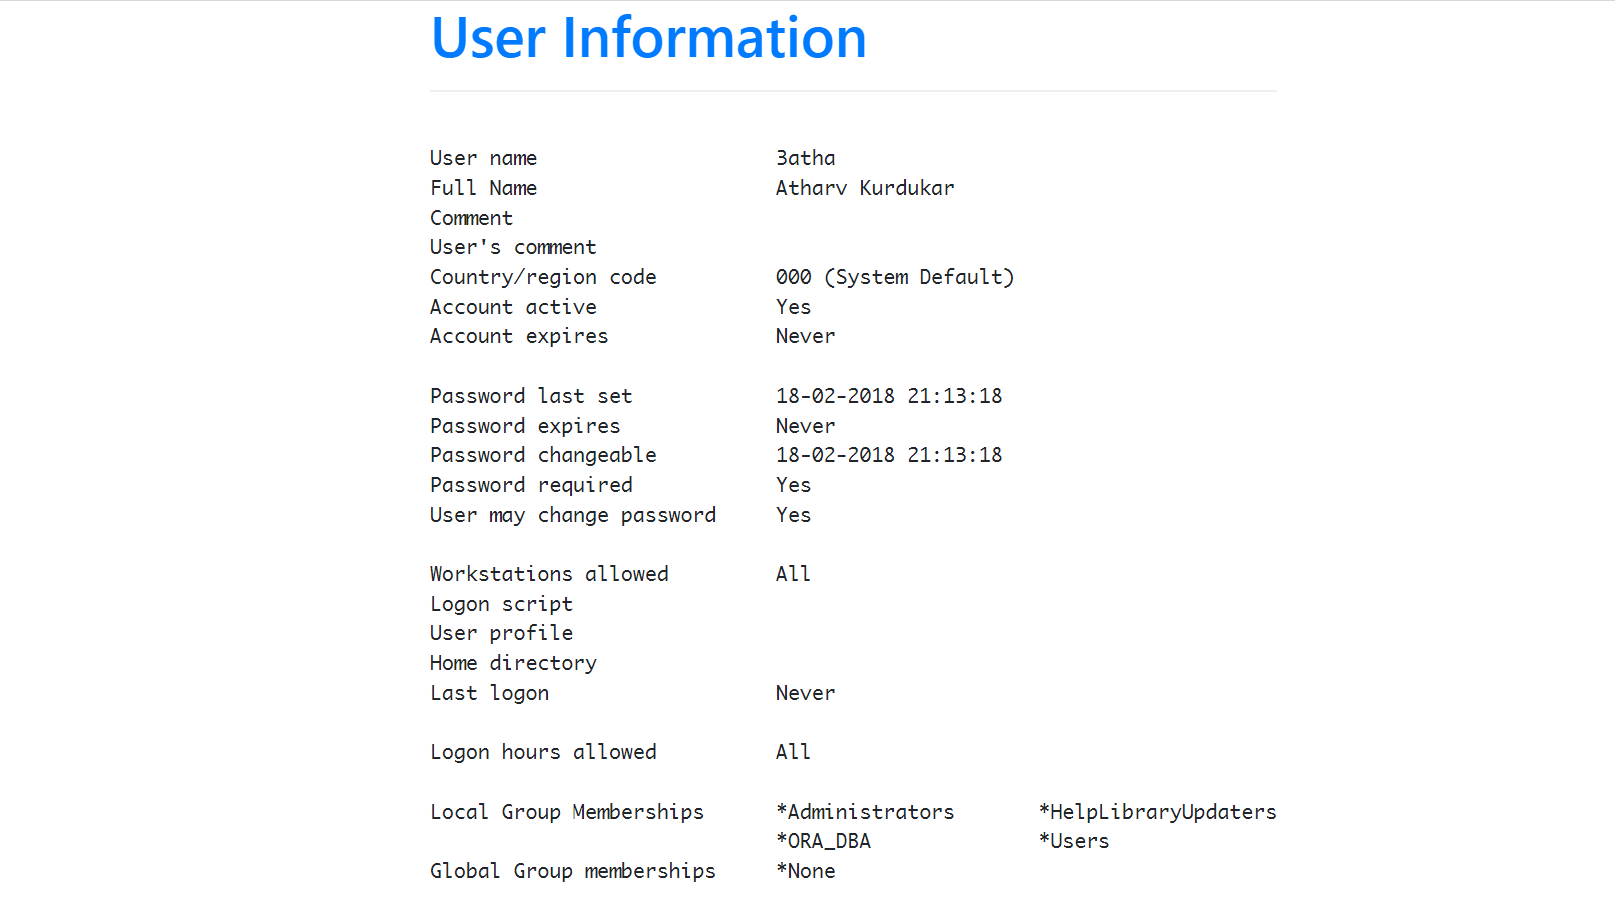 User Information
User name                    3atha
Full Name                    Atharv Kurdukar
Comment
User's comment
Country/region code          000 (System Default)
Account active               Yes
Account expires              Never
Password last set            18-02-2018 21:13:18
Password expires             Never
Password changeable          18-02-2018 21:13:18
Password required            Yes
User may change password     Yes
Workstations allowed         All
Logon script
User profile
Home directory
Last logon                   Never
Logon hours allowed          All
Local Group Memberships      *Administrators       *HelpLibraryUpdaters
                             *ORA_DBA              *Users
Global Group memberships     *None